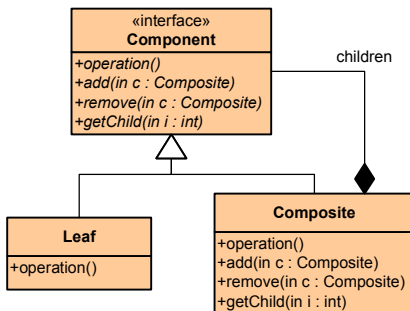 «interface»
Component
+operation()
+add(in c : Composite)
+remove(in c : Composite)
+getChild(in i : int)
children
Leaf
+operation()
Composite
+operation()
+add(in c : Composite)
+remove(in c : Composite)
+getChild(in i : int)